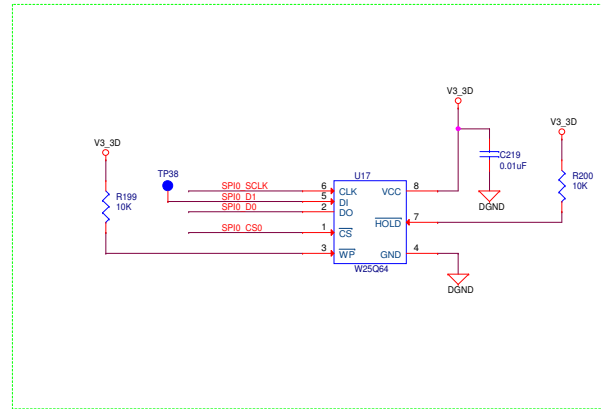 V3_3D
V3_3D
V3_3D
C219
0.01uF
TP38
U17
R200
10K
R199
10K
SPI0_SCLK 6 CLK VCC 8
DGND
SPI0_D1 5 DI
SPI0_D0 2 DO
HOLD 7
SPI0_CS0 1 CS
3 WP GND 4
W25Q64
DGND